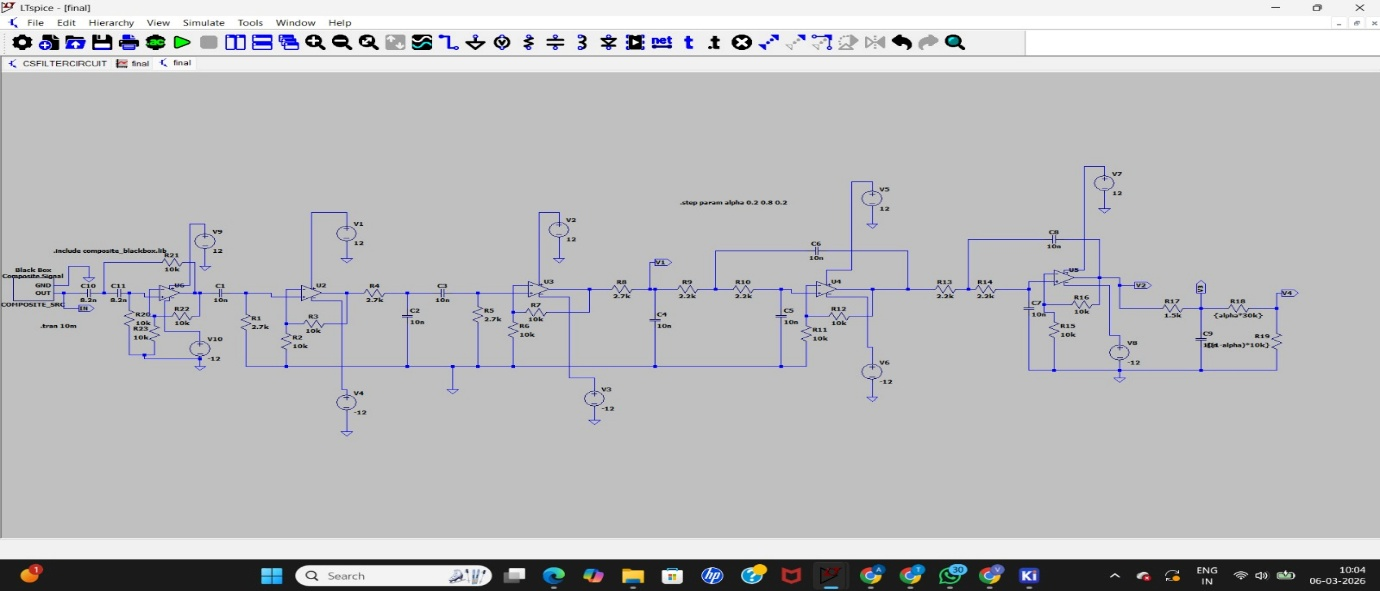 LTspice - [final]
File Edit Hierarchy View Simulate Tools Window Help
net
t
.t
CSFILTERCIRCUIT final final
V7
12
V5
12
.step param alpha 0.2 0.8 0.2
V9
12
V1
12
V2
12
C8
10n
C6
10n
.include composite_blackbox.lib
R21
10k
Black Box
Composite Signal
GND
OUT
COMPOSITE_SRC
IN
.tran 10m
C10
8.2n
C11
8.2n
U6
R20
10k
R23
10k
R22
10k
V10
-12
C1
10n
R1
2.7k
U2
R3
10k
R2
10k
V4
-12
R4
2.7k
C2
10n
C3
10n
R5
2.7k
U3
R7
10k
R6
10k
V3
-12
R8
2.7k
V1
C4
10n
R9
2.2k
R10
2.2k
C5
10n
U4
R12
10k
R11
10k
V6
-12
R13
2.2k
R14
2.2k
C7
10n
U5
R16
10k
R15
10k
V8
-12
V2
R17
1.5k
C9
R18
{alpha*30k}
R19
V4
Search
30
Ki
ENG
IN
10:04
06-03-2026
1